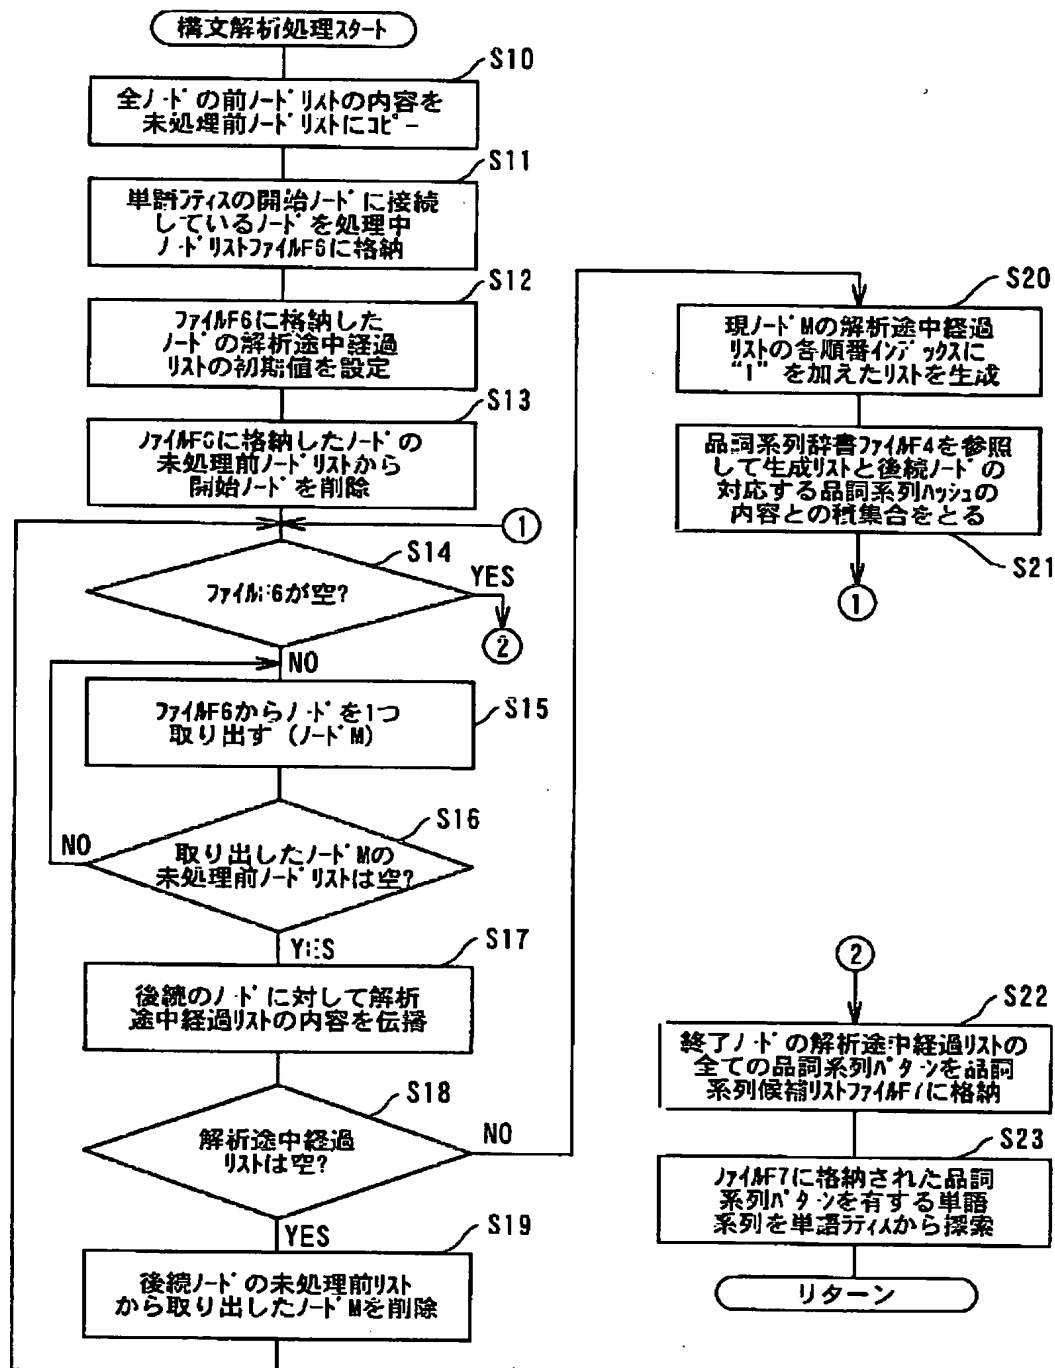 構文解析処理スタート
S10
全ノードの前ノードリストの内容を
未処理前ノードリストにコピー
S11
単語ラティスの開始ノードに接続
しているノードを処理中
ノードリストファイルF6に格納
S12
ファイルF6に格納した
ノードの解析途中経過
リストの初期値を設定
S13
ファイルF6に格納したノードの
未処理前ノードリストから
開始ノードを削除
1
S14
ファイルF6が空?
YES
2
NO
S15
ファイルF6からノードを1つ
取り出す(ノードM)
S16
NO
取り出したノードMの
未処理前ノードリストは空?
YES
S17
後続のノードに対して解析
途中経過リストの内容を伝播
S18
解析途中経過
リストは空?
NO
YES
S19
後続ノードの未処理前リスト
から取り出したノードMを削除
S20
現ノードMの解析途中経過
リストの各順番インデックスに
“1”を加えたリストを生成
品詞系列辞書ファイルF4を参照
して生成リストと後続ノードの
対応する品詞系列ハッシュの
内容との積集合をとる
S21
1
2
S22
終了ノードの解析途中経過リストの
全ての品詞系列パターンを品詞
系列候補リストファイルF7に格納
S23
ファイルF7に格納された品詞
系列パターンを有する単語
系列を単語ラティスから探索
リターン